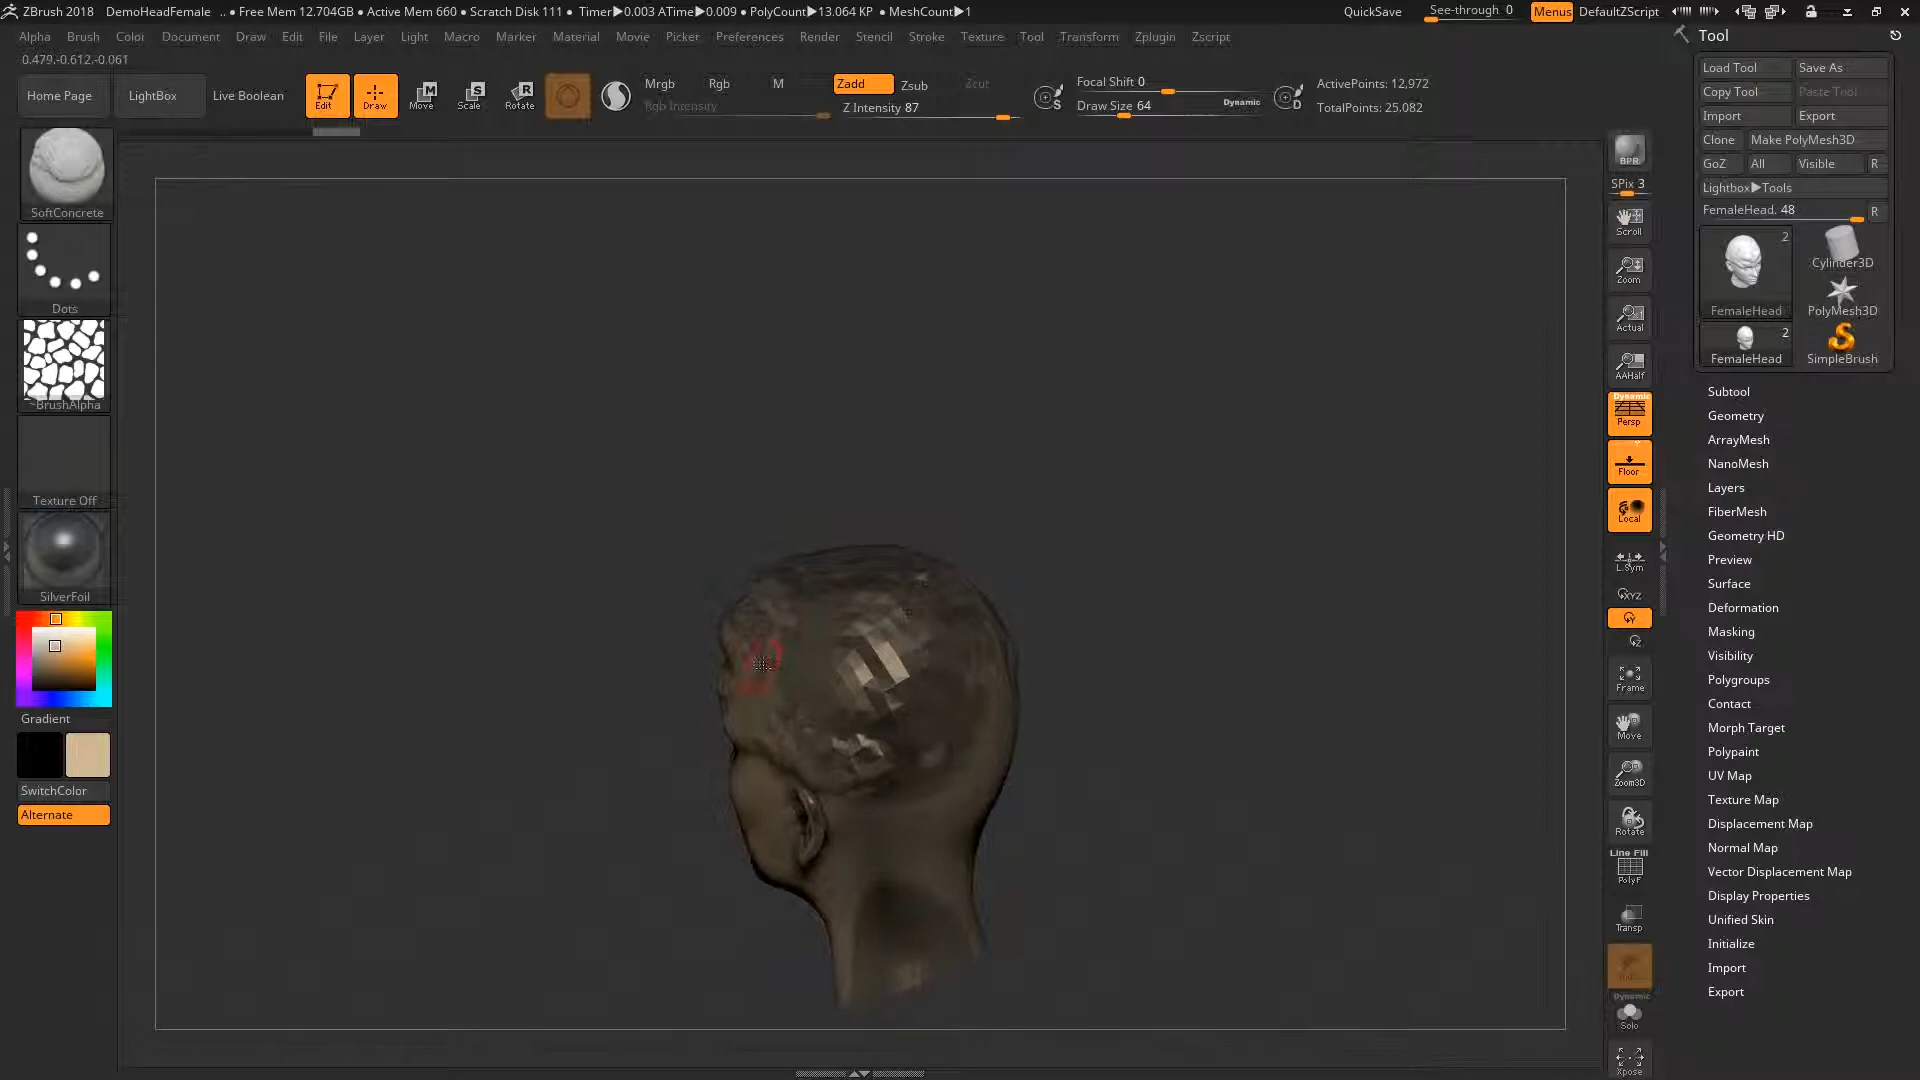 ZBrush 2018 DemoHeadFemale .. ● Free Mem 12.704GB ● Active Mem 660 ● Scratch Disk 111 ● Timer▶0.003 ATime▶0.009 ● PolyCount▶13.064 KP ● MeshCount▶1 QuickSave See-through 0 Menus DefaultZScript
Alpha Brush Color Document Draw Edit File Layer Light Macro Marker Material Movie Picker Preferences Render Stencil Stroke Texture Tool Transform Zplugin Zscript
Tool
0.479,-0.612,-0.061
Home Page LightBox Live Boolean
Edit Draw Move Scale Rotate
Mrgb Rgb M
Rgb Intensity
Zadd Zsub Zcut
Z Intensity 87
Focal Shift 0
Draw Size 64 Dynamic
ActivePoints: 12,972
TotalPoints: 25,082
SoftConcrete
Dots
~BrushAlpha
Texture Off
SilverFoil
Gradient
SwitchColor
Alternate
BPR
SPix 3
Scroll
Zoom
Actual
AAHalf
Dynamic
Persp
Floor
Local
L.Sym
XYZ
Y
Z
Frame
Move
Zoom3D
Rotate
Line Fill
PolyF
Transp
Dynamic
Solo
Xpose
Load Tool Save As
Copy Tool Paste Tool
Import Export
Clone Make PolyMesh3D
GoZ All Visible R
Lightbox▶Tools
FemaleHead. 48 R
2
FemaleHead
Cylinder3D
PolyMesh3D
2
FemaleHead
SimpleBrush
Subtool
Geometry
ArrayMesh
NanoMesh
Layers
FiberMesh
Geometry HD
Preview
Surface
Deformation
Masking
Visibility
Polygroups
Contact
Morph Target
Polypaint
UV Map
Texture Map
Displacement Map
Normal Map
Vector Displacement Map
Display Properties
Unified Skin
Initialize
Import
Export